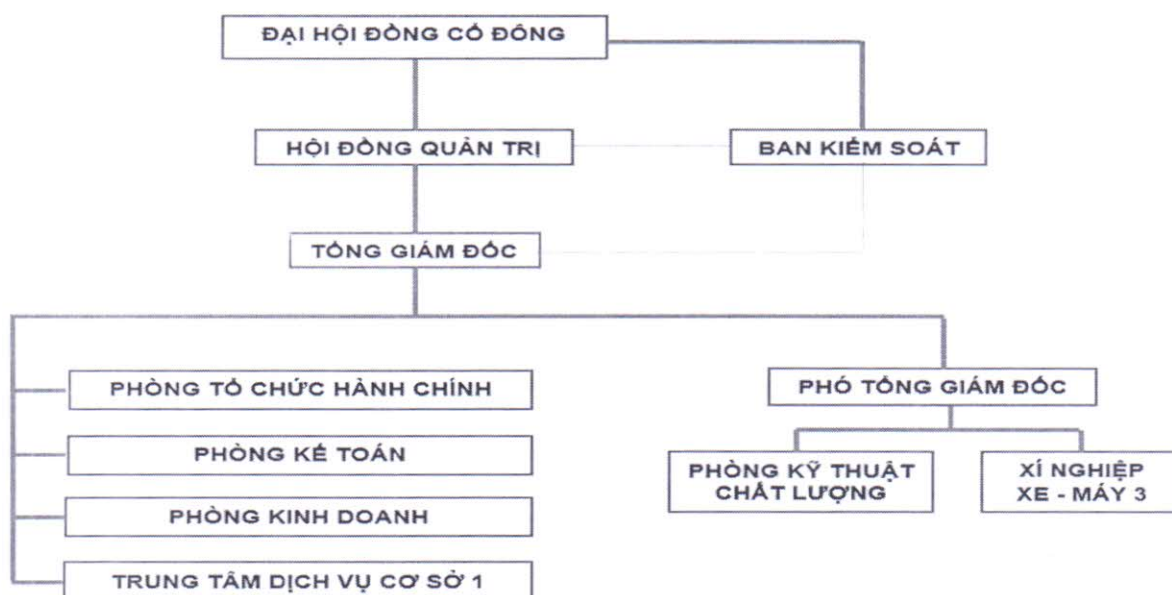 ĐẠI HỘI ĐỒNG CỔ ĐÔNG
HỘI ĐỒNG QUẢN TRỊ
BAN KIỂM SOÁT
TỔNG GIÁM ĐỐC
PHÒNG TỔ CHỨC HÀNH CHÍNH
PHÓ TỔNG GIÁM ĐỐC
PHÒNG KẾ TOÁN
PHÒNG KỸ THUẬT
CHẤT LƯỢNG
XÍ NGHIỆP
XE - MÁY 3
PHÒNG KINH DOANH
TRUNG TÂM DỊCH VỤ CƠ SỞ 1